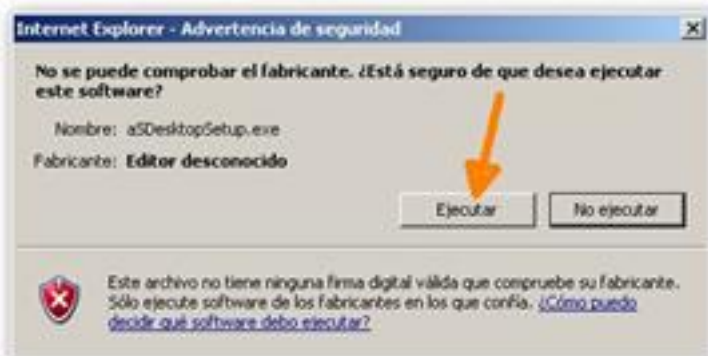 Internet Explorer - Advertencia de seguridad
No se puede comprobar el fabricante. ¿Está seguro de que desea ejecutar
este software?
Nombre: aSDesktopSetup.exe
Fabricante: Editor desconocido
Ejecutar
No ejecutar
Este archivo no tiene ninguna firma digital válida que compruebe su fabricante.
Sólo ejecute software de los fabricantes en los que confía. ¿Cómo puedo
decidir qué software debo ejecutar?